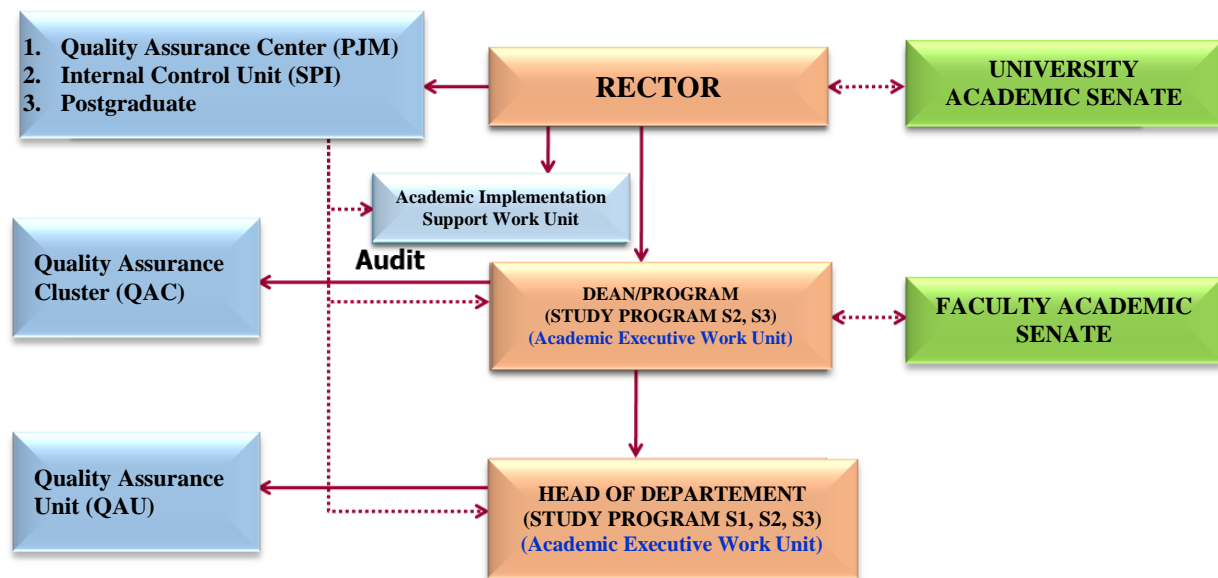 1. Quality Assurance Center (PJM)
2. Internal Control Unit (SPI)
3. Postgraduate
RECTOR
UNIVERSITY
ACADEMIC SENATE
Academic Implementation
Support Work Unit
Audit
Quality Assurance
Cluster (QAC)
DEAN/PROGRAM
(STUDY PROGRAM S2, S3)
(Academic Executive Work Unit)
FACULTY ACADEMIC
SENATE
Quality Assurance
Unit (QAU)
HEAD OF DEPARTEMENT
(STUDY PROGRAM S1, S2, S3)
(Academic Executive Work Unit)